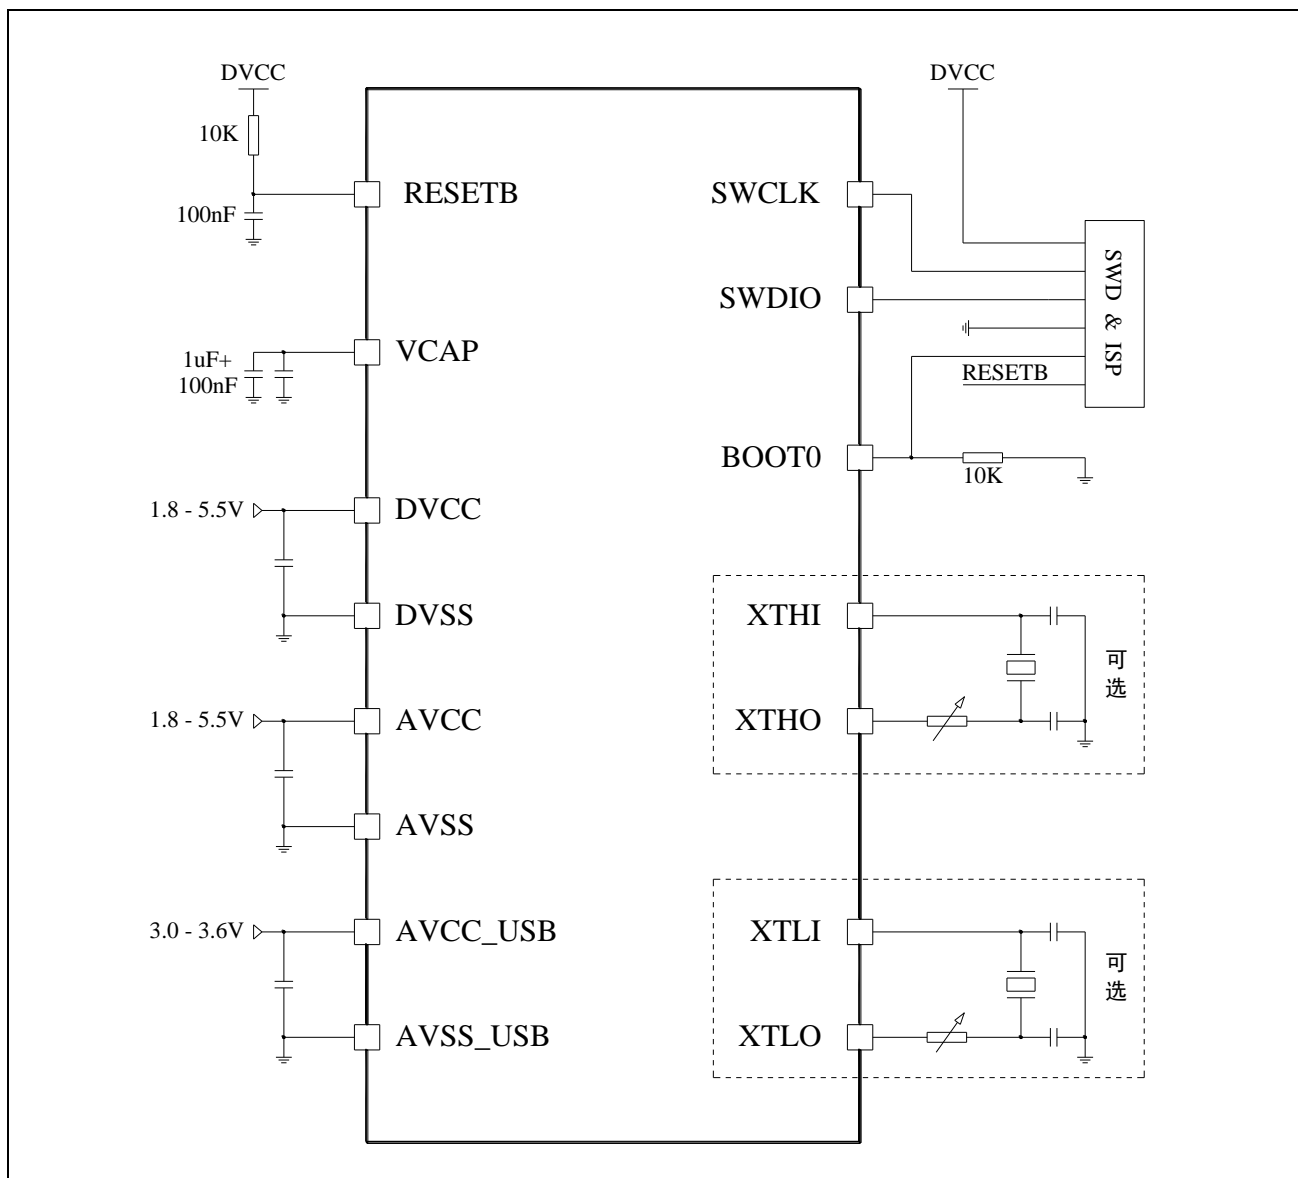 DVCC
10K
RESETB
100nF
1uF+
100nF
VCAP
1.8 - 5.5V
DVCC
DVSS
1.8 - 5.5V
AVCC
AVSS
3.0 - 3.6V
AVCC_USB
AVSS_USB
DVCC
SWCLK
SWDIO
SWD & ISP
RESETB
BOOT0
10K
XTHI
XTHO
可选
XTLI
XTLO
可选